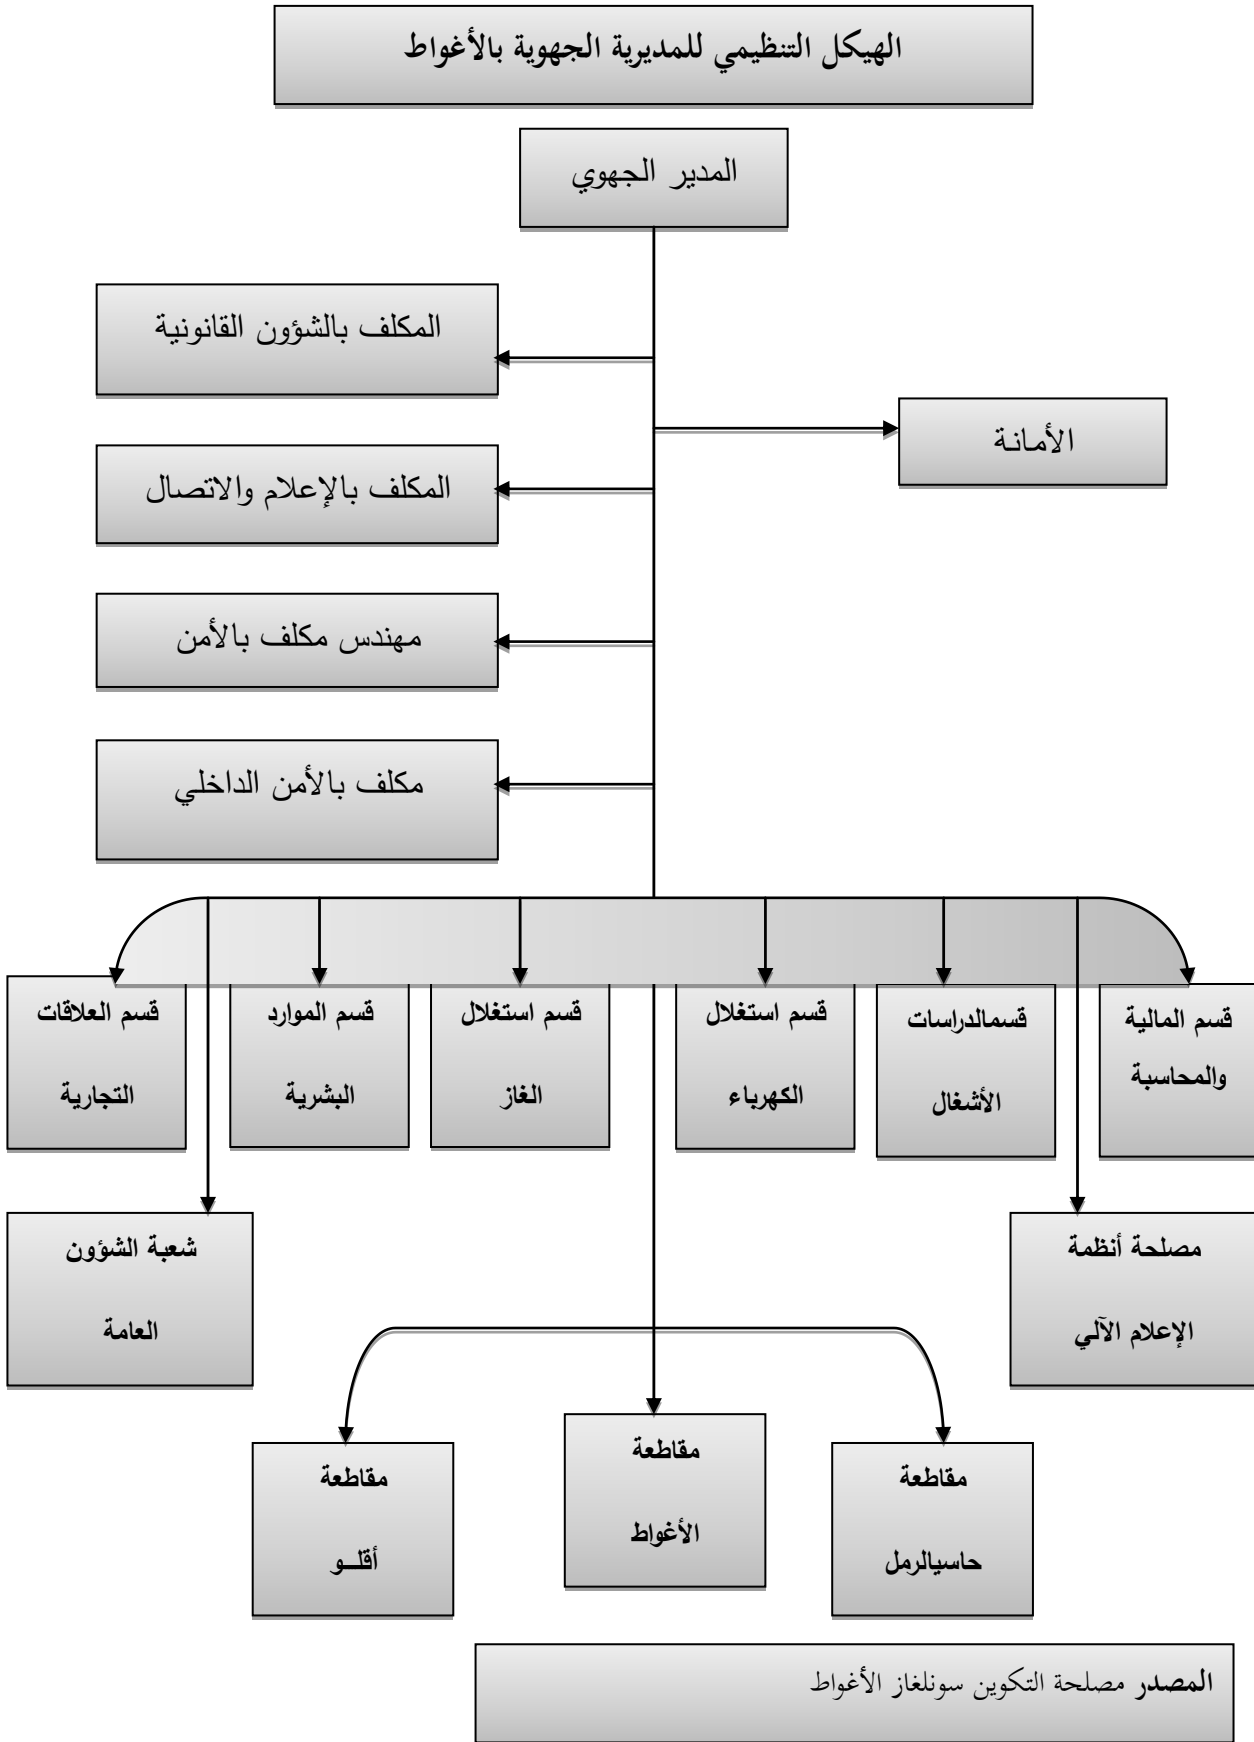 الهيكل التنظيمي للمديرية الجهوية بالأغواط
المدير الجهوي
المكلف بالشؤون القانونية
الأمانـة
المكلف بالإعلام والاتصال
مهندس مكلف بالأمن
مكلف بالأمن الداخلي
قسم المالية
والمحاسبة
قسمالدراسات
الأشغال
قسم استغلال
الكهرباء
قسم استغلال
الغاز
قسم الموارد
البشرية
قسم العلاقات
التجارية
مصلحة أنظمة
الإعلام الآلي
شعبة الشؤون
العامة
مقاطعة
حاسيالرمل
مقاطعة
الأغواط
مقاطعة
أقلــو
المصدر مصلحة التكوين سونلغاز الأغواط